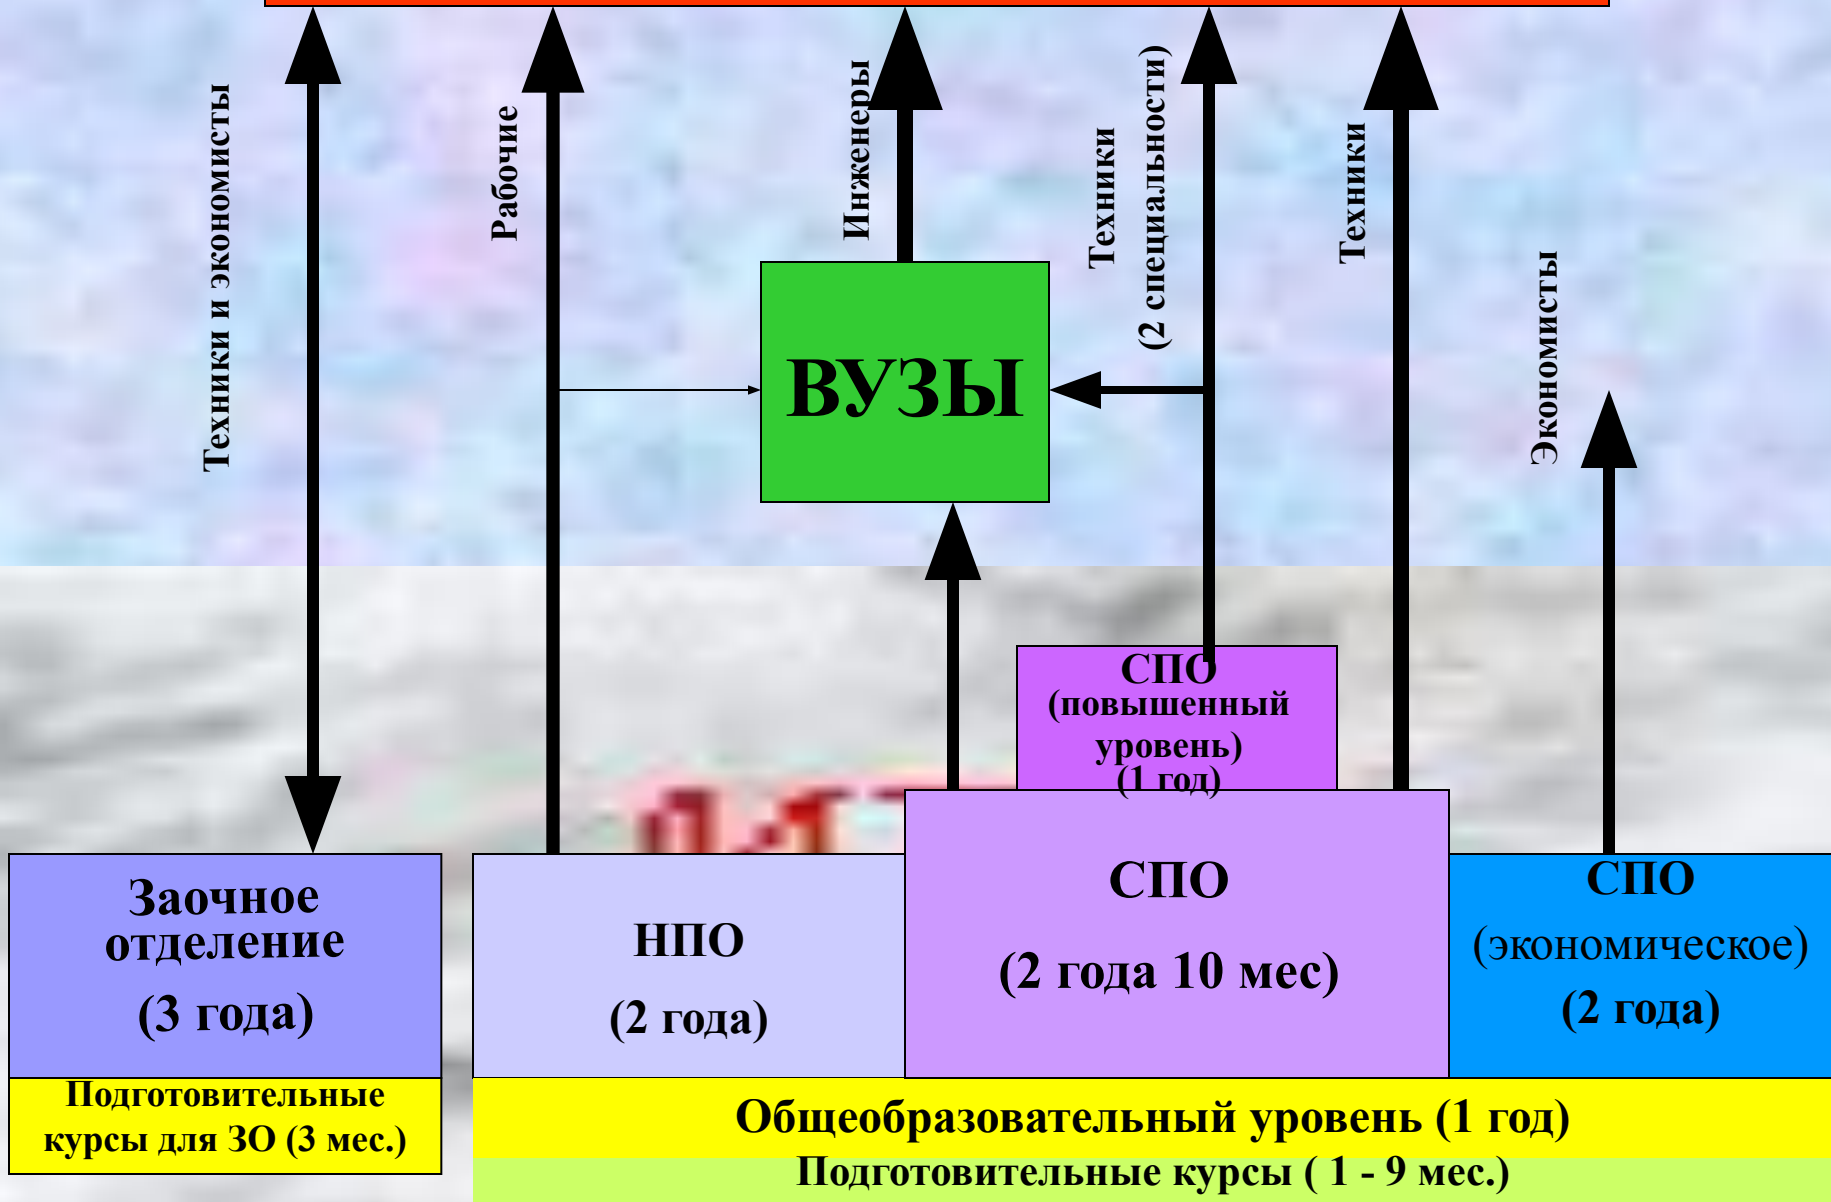 Техники и экономисты
Рабочие
Инженеры
Техники
(2 специальности)
Техники
Экономисты
ВУЗЫ
СПО
(повышенный
уровень)
(1 год)
Заочное
отделение
(3 года)
НПО
(2 года)
СПО
(2 года 10 мес)
СПО
(экономическое)
(2 года)
Подготовительные
курсы для ЗО (3 мес.)
Общеобразовательный уровень (1 год)
Подготовительные курсы ( 1 - 9 мес.)